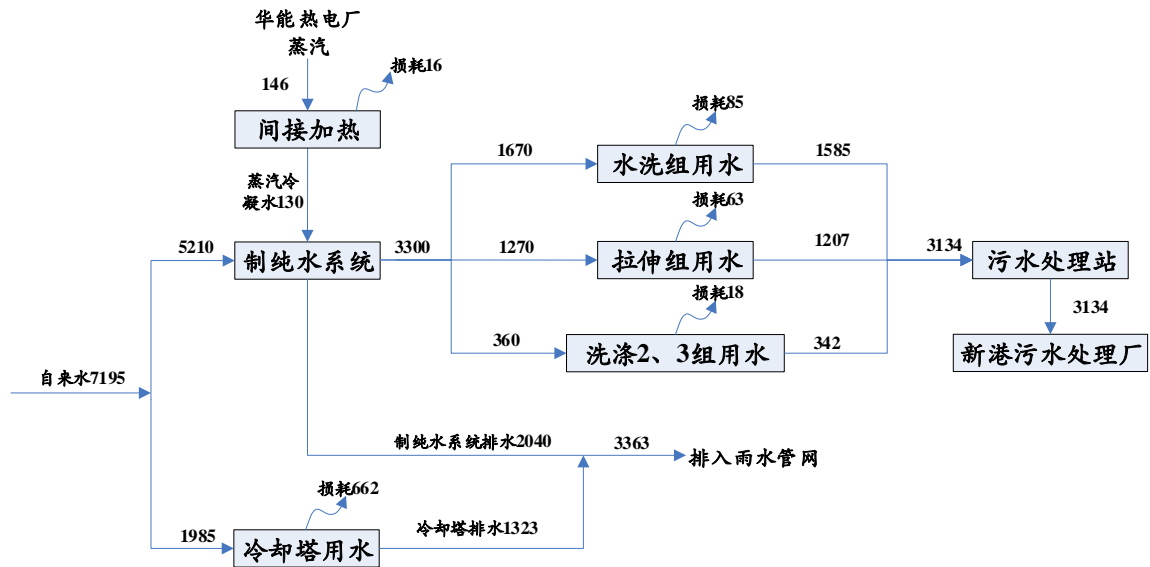 华能热电厂
蒸汽
146
损耗16
间接加热
蒸汽冷
凝水130
损耗85
1670
水洗组用水
1585
损耗63
5210
制纯水系统
3300
1270
拉伸组用水
1207
3134
污水处理站
损耗18
3134
360
洗涤2、3组用水
342
新港污水处理厂
自来水7195
制纯水系统排水2040
3363
排入雨水管网
损耗662
1985
冷却塔用水
冷却塔排水1323